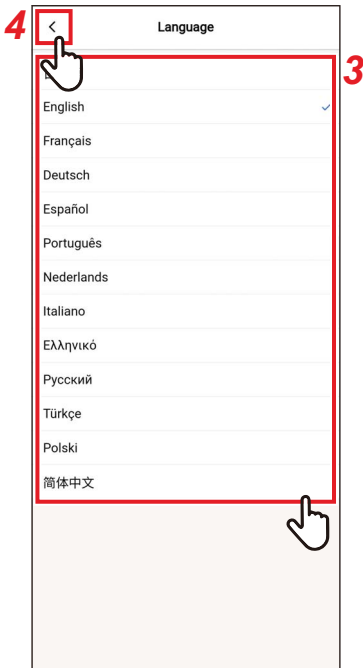 4
Language
3
English
Français
Deutsch
Español
Português
Nederlands
Italiano
Ελληνικό
Русский
Türkçe
Polski
简体中文